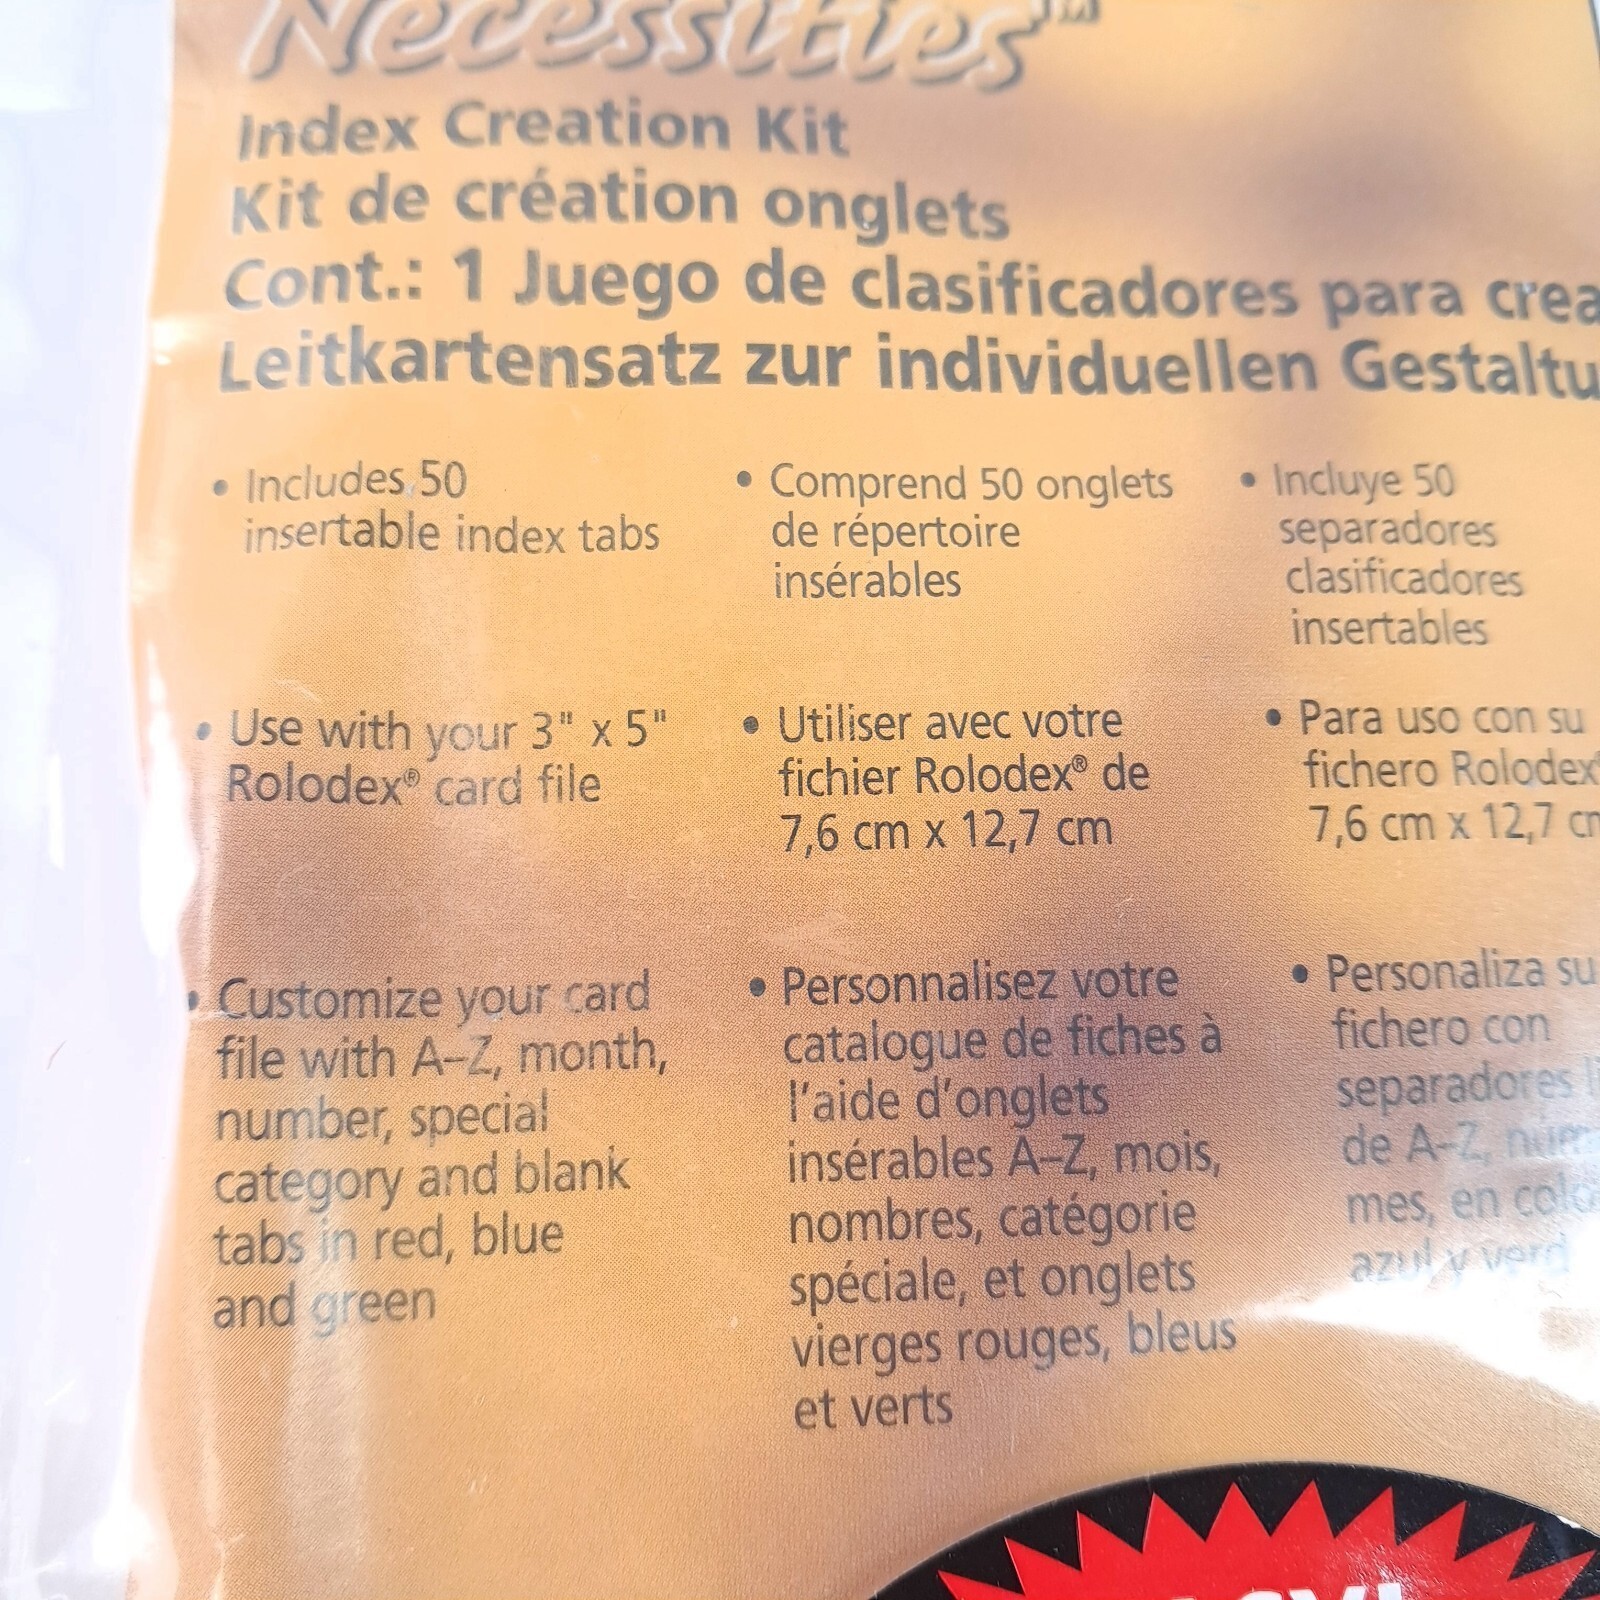 Necessities™
Index Creation Kit
Kit de création onglets
Cont.: 1 Juego de clasificadores para crea
Leitkartensatz zur individuellen Gestaltu
• Includes 50
insertable index tabs
• Use with your 3" x 5"
Rolodex® card file
• Customize your card
file with A–Z, month,
number, special
category and blank
tabs in red, blue
and green
• Comprend 50 onglets
de répertoire
insérables
• Utiliser avec votre
fichier Rolodex® de
7,6 cm x 12,7 cm
• Personnalisez votre
catalogue de fiches à
l'aide d'onglets
insérables A–Z, mois,
nombres, catégorie
spéciale, et onglets
vierges rouges, bleus
et verts
• Incluye 50
separadores
clasificadores
insertables
• Para uso con su
fichero Rolodex®
7,6 cm x 12,7 cm
• Personaliza su
fichero con
separadores
de A–Z,
mes, en
azul y verd